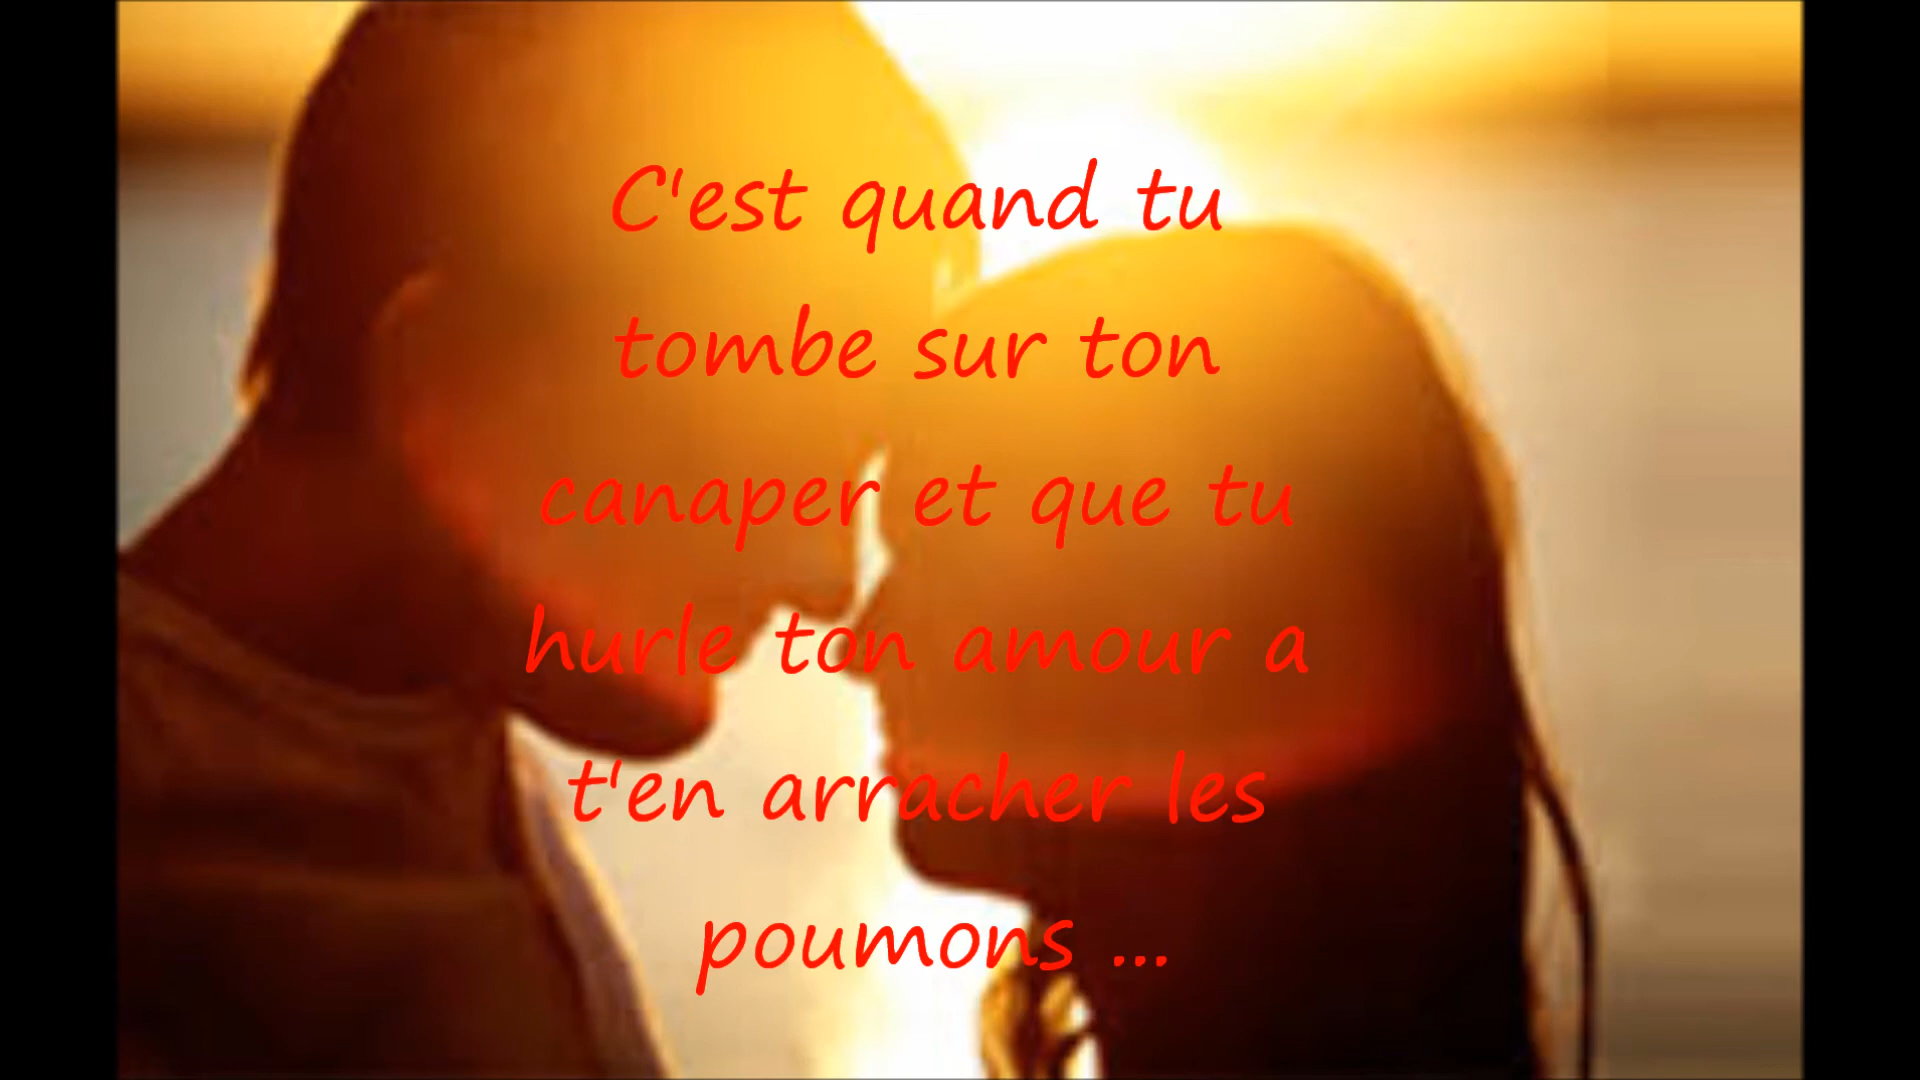 C'est quand tu
tombe sur ton
canaper et que tu
hurle ton amour a
t'en arracher les
poumons ...